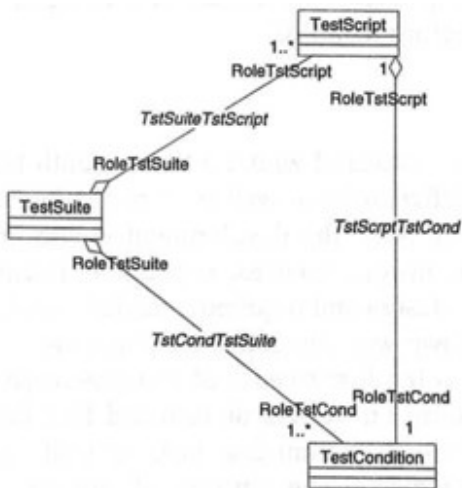 TestScript
1..*
1
RoleTstScript
RoleTstScrpt
TstSuiteTstScript
RoleTstSuite
TestSuite
RoleTstSuite
TstScrptTstCond
TstCondTstSuite
RoleTstCond
RoleTstCond
1..*
1
TestCondition